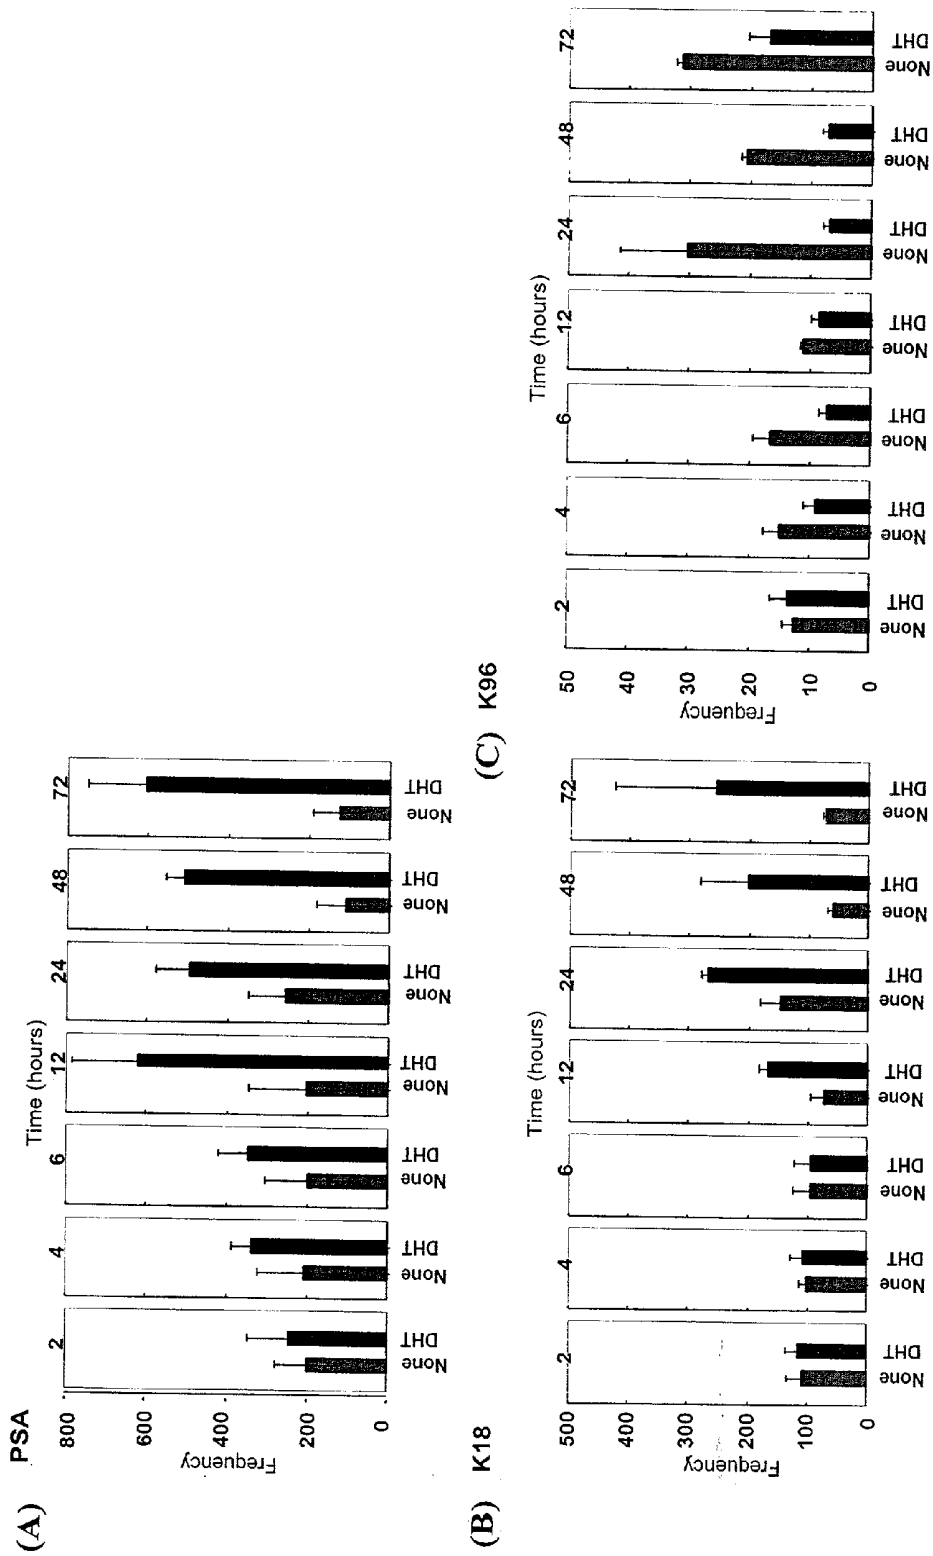 (A) PSA
Time (hours)
2 4 6 12 24 48 72
800
600
400
200
0
Frequency
None DHT None DHT None DHT None DHT None DHT None DHT None DHT
(B) K18
Time (hours)
2 4 6 12 24 48 72
500
400
300
200
100
0
Frequency
None DHT None DHT None DHT None DHT None DHT None DHT None DHT
(C) K96
Time (hours)
2 4 6 12 24 48 72
50
40
30
20
10
0
Frequency
None DHT None DHT None DHT None DHT None DHT None DHT None DHT